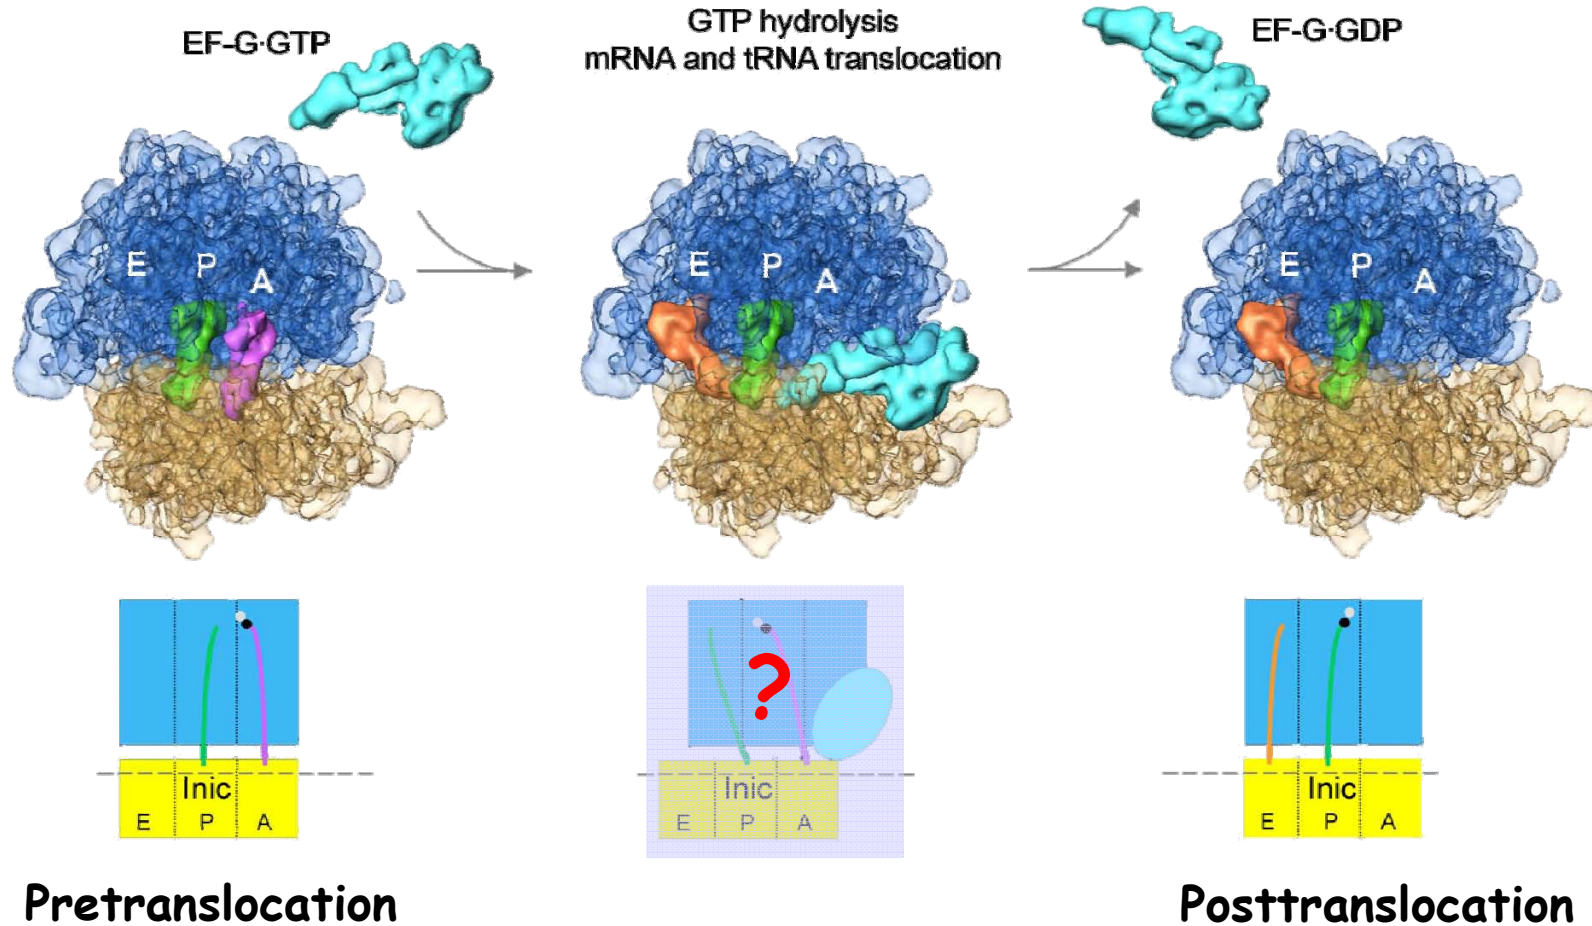 EF-G·GTP
GTP hydrolysis
mRNA and tRNA translocation
EF-G·GDP
E P A
E P A
E P A
Inic
E P A
?
Inic
E P A
Inic
E P A
Pretranslocation
Posttranslocation